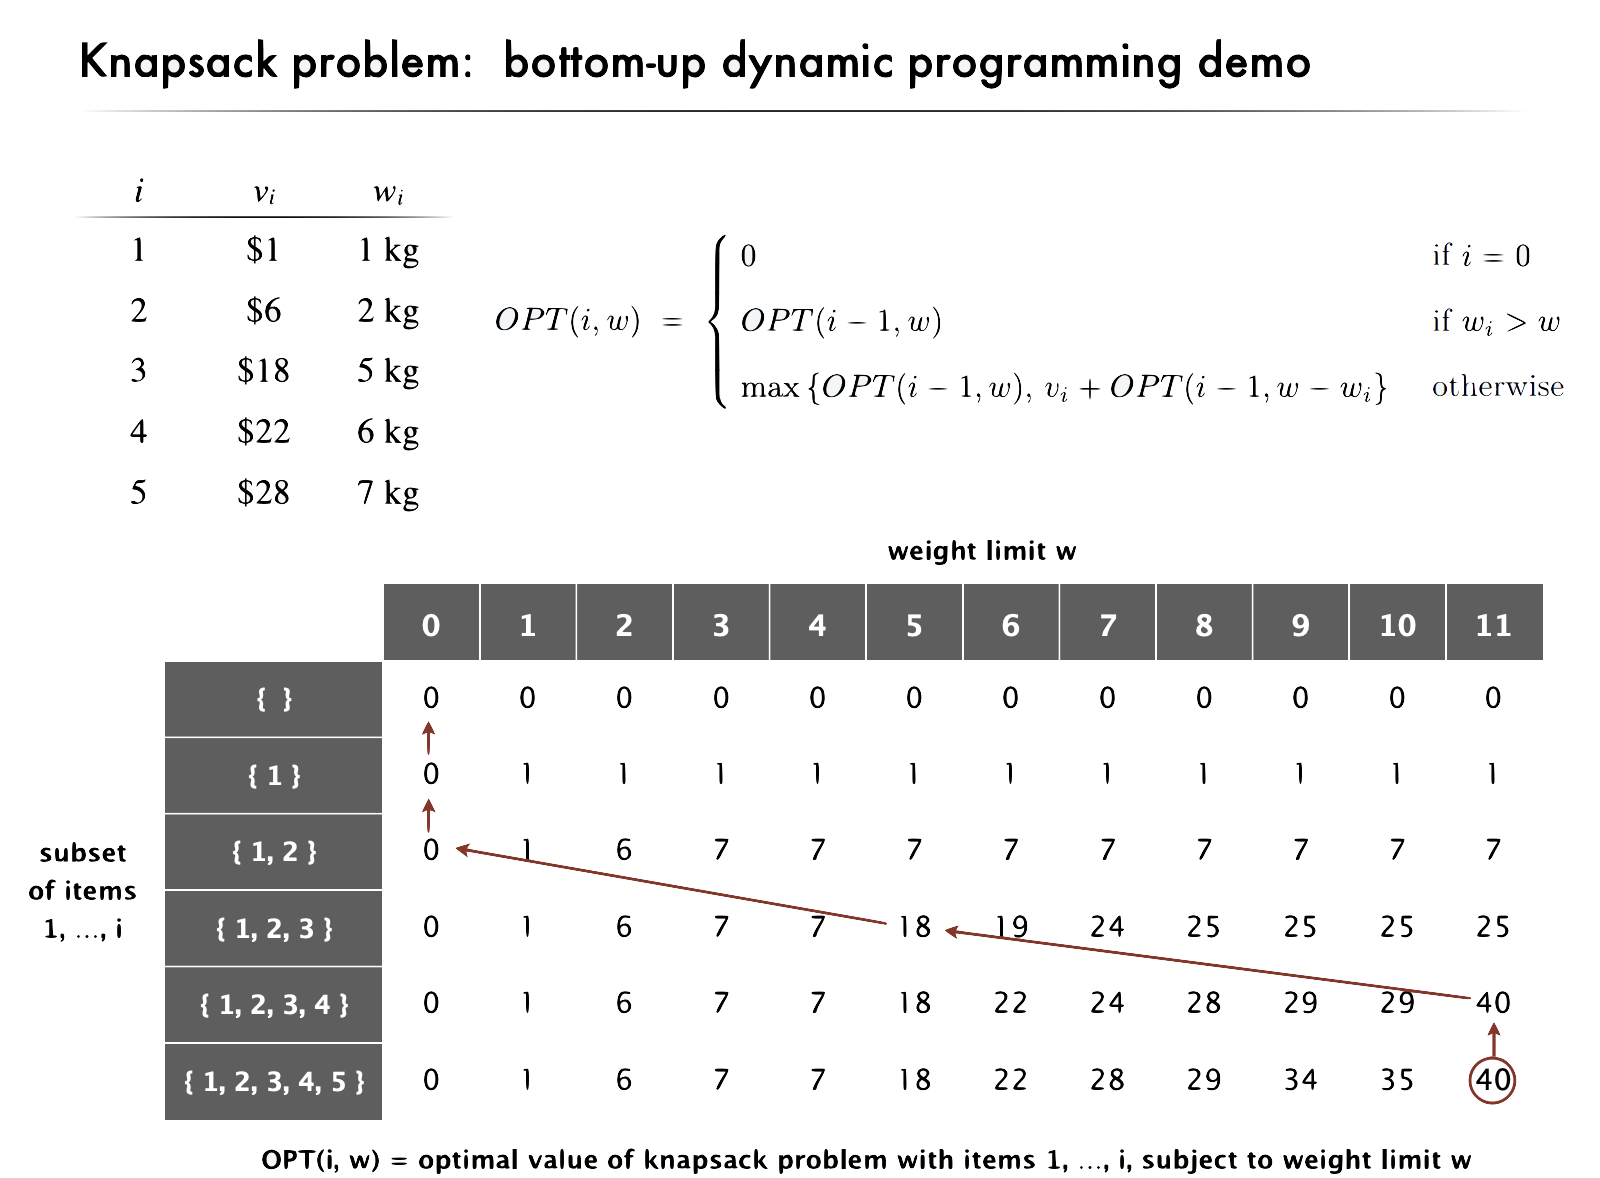 Knapsack problem: bottom-up dynamic programming demo
i vi wi
1 $1 1 kg
2 $6 2 kg
3 $18 5 kg
4 $22 6 kg
5 $28 7 kg
OPT(i, w) = { 0 if i = 0
OPT(i − 1, w) if wi > w
max {OPT(i − 1, w), vi + OPT(i − 1, w − wi} otherwise
weight limit w
0 1 2 3 4 5 6 7 8 9 10 11
{ } 0 0 0 0 0 0 0 0 0 0 0 0
{ 1 } 0 1 1 1 1 1 1 1 1 1 1 1
{ 1, 2 } 0 1 6 7 7 7 7 7 7 7 7 7
{ 1, 2, 3 } 0 1 6 7 7 18 19 24 25 25 25 25
{ 1, 2, 3, 4 } 0 1 6 7 7 18 22 24 28 29 29 40
{ 1, 2, 3, 4, 5 } 0 1 6 7 7 18 22 28 29 34 35 40
subset
of items
1, …, i
OPT(i, w) = optimal value of knapsack problem with items 1, …, i, subject to weight limit w